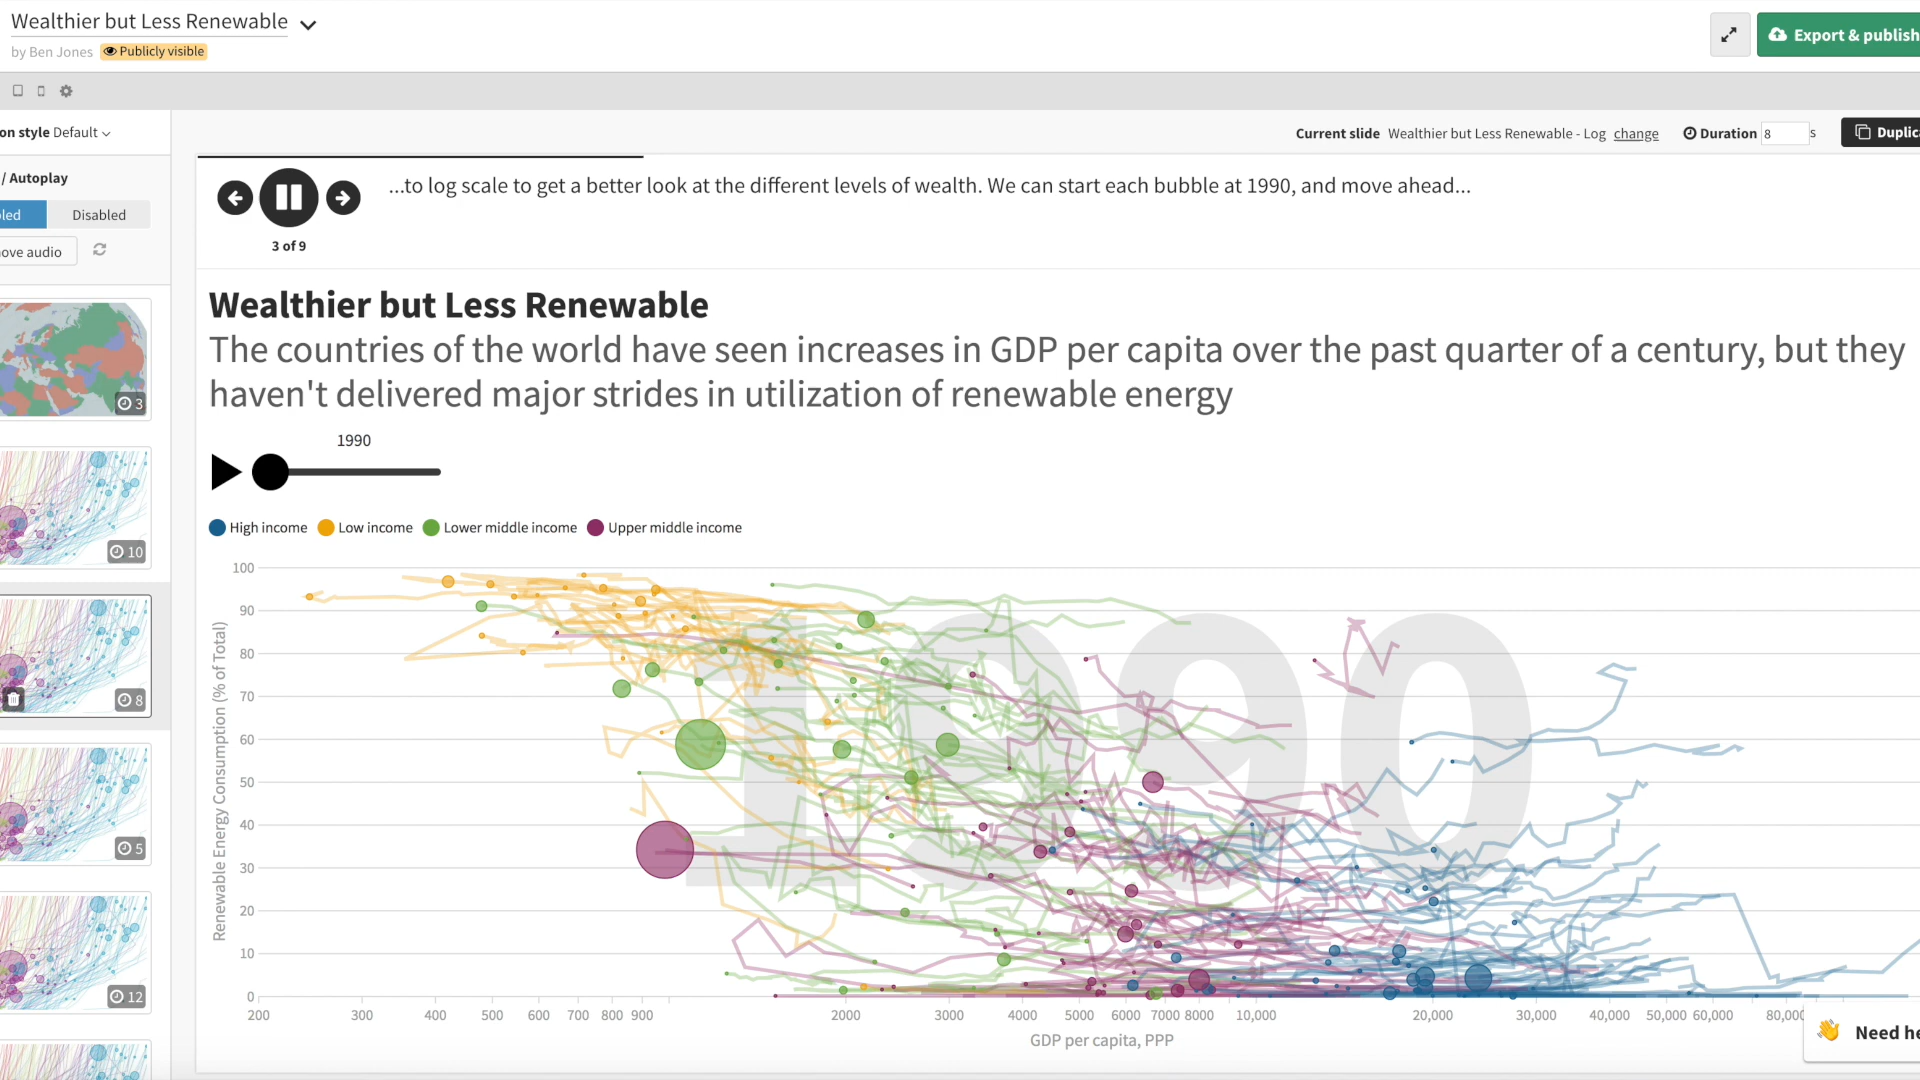 Wealthier but Less Renewable
by Ben Jones Publicly visible
Export & publish
on style Default
Current slide Wealthier but Less Renewable - Log change Duration 8 s Duplica
/ Autoplay
led Disabled
ove audio
...to log scale to get a better look at the different levels of wealth. We can start each bubble at 1990, and move ahead...
3 of 9
Wealthier but Less Renewable
The countries of the world have seen increases in GDP per capita over the past quarter of a century, but they
haven't delivered major strides in utilization of renewable energy
1990
High income Low income Lower middle income Upper middle income
3
10
8
5
12
1990
Renewable Energy Consumption (% of Total)
100
90
80
70
60
50
40
30
20
10
0
200 300 400 500 600 700 800 900 2000 3000 4000 5000 6000 7000 8000 10,000 20,000 30,000 40,000 50,000 60,000 80,000
GDP per capita, PPP
Need he